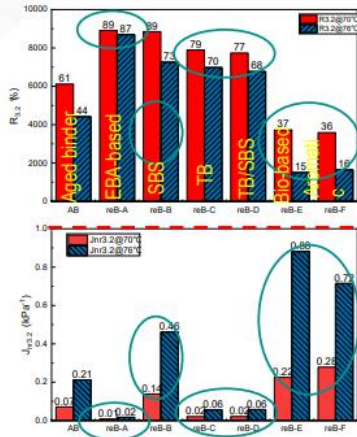 10000
8000
6000
4000
2000
0
R3.2 (%)
R3.2@70°C
R3.2@76°C
61
44
89
87
89
73
79
70
77
68
37
15
36
16
Aged binder
EBA-based
SBS
TB
TB/SBS
Bio-based
c
AB
reB-A
reB-B
reB-C
reB-D
reB-E
reB-F
1.0
0.8
0.6
0.4
0.2
0.0
Jnr3.2 (kPa-1)
Jnr3.2@70°C
Jnr3.2@76°C
0.07
0.21
0.01
0.02
0.14
0.46
0.02
0.06
0.02
0.06
0.22
0.88
0.28
0.72
AB
reB-A
reB-B
reB-C
reB-D
reB-E
reB-F